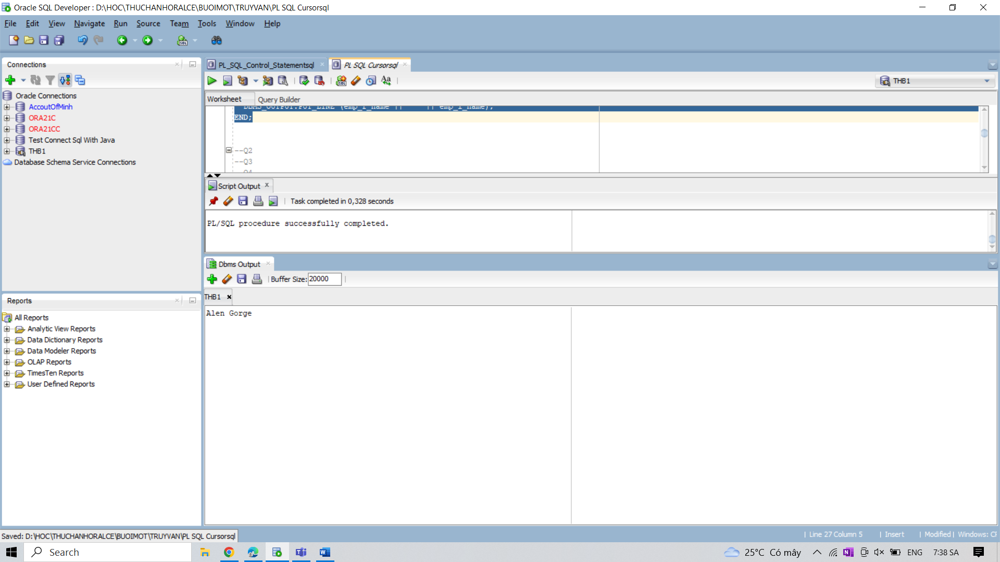 Oracle SQL Developer : D:\HOC\THUCHANHORALCE\BUOIMOT\TRUYVAN\PL SQL Cursorsql
File Edit View Navigate Run Source Team Tools Window Help
Connections
Oracle Connections
AccoutOfMinh
ORA21C
ORA21CC
Test Connect Sql With Java
THB1
Database Schema Service Connections
Reports
All Reports
Analytic View Reports
Data Dictionary Reports
Data Modeler Reports
OLAP Reports
TimesTen Reports
User Defined Reports
PL_SQL_Control_Statementsql PL SQL Cursorsql
THB1
Worksheet Query Builder
DBMS_OUTPUT.PUT_LINE (emp_f_name || || emp_l_name);
END;
--Q2
--Q3
Q4
Script Output
Task completed in 0,328 seconds
PL/SQL procedure successfully completed.
Dbms Output
Buffer Size: 20000
THB1
Alen Gorge
Saved: D:\HOC\THUCHANHORALCE\BUOIMOT\TRUYVAN\PL SQL Cursorsql
Line 27 Column 5 | Insert | Modified | Windows: CF
Search
25°C Có mây ENG 7:38 SA